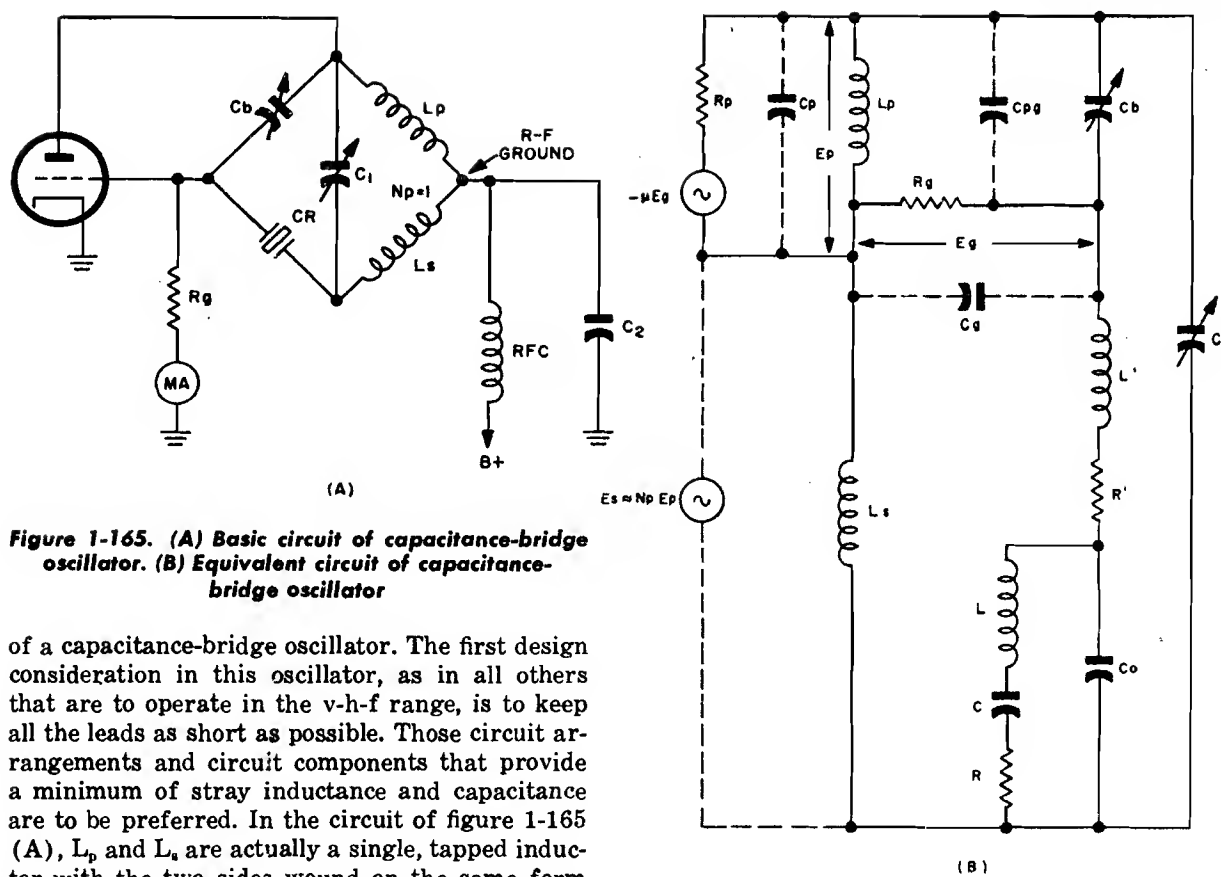 Cb
Lp
R-F
GROUND
C1
Np=1
CR
Ls
Rg
MA
RFC
C2
B+
(A)
Figure 1-165. (A) Basic circuit of capacitance-bridge
oscillator. (B) Equivalent circuit of capacitance-
bridge oscillator
of a capacitance-bridge oscillator. The first design
consideration in this oscillator, as in all others
that are to operate in the v-h-f range, is to keep
all the leads as short as possible. Those circuit ar-
rangements and circuit components that provide
a minimum of stray inductance and capacitance
are to be preferred. In the circuit of figure 1-165
(A), Lp and Ls are actually a single, tapped induc-
tor with the two sides wound on the same form
Rp
Cp
Ep
Lp
Cpg
Cb
-μEg
Rg
Eg
Cg
L'
C
Es ≈ Np Ep
Ls
R'
L
C
Co
R
(B)